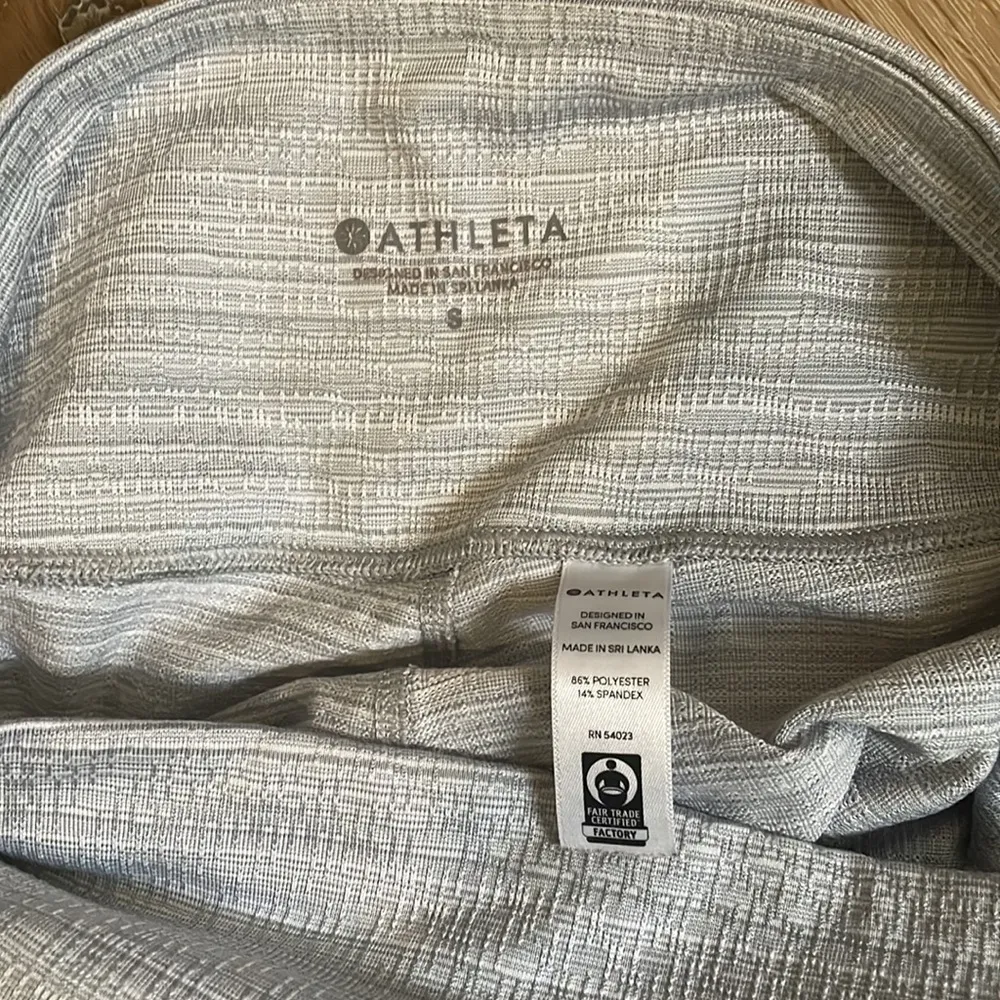 ATHLETA
DESIGNED IN SAN FRANCISCO
MADE IN SRI LANKA
S
ATHLETA
DESIGNED IN
SAN FRANCISCO
MADE IN SRI LANKA
86% POLYESTER
14% SPANDEX
RN 54023
FAIR TRADE
CERTIFIED
FACTORY